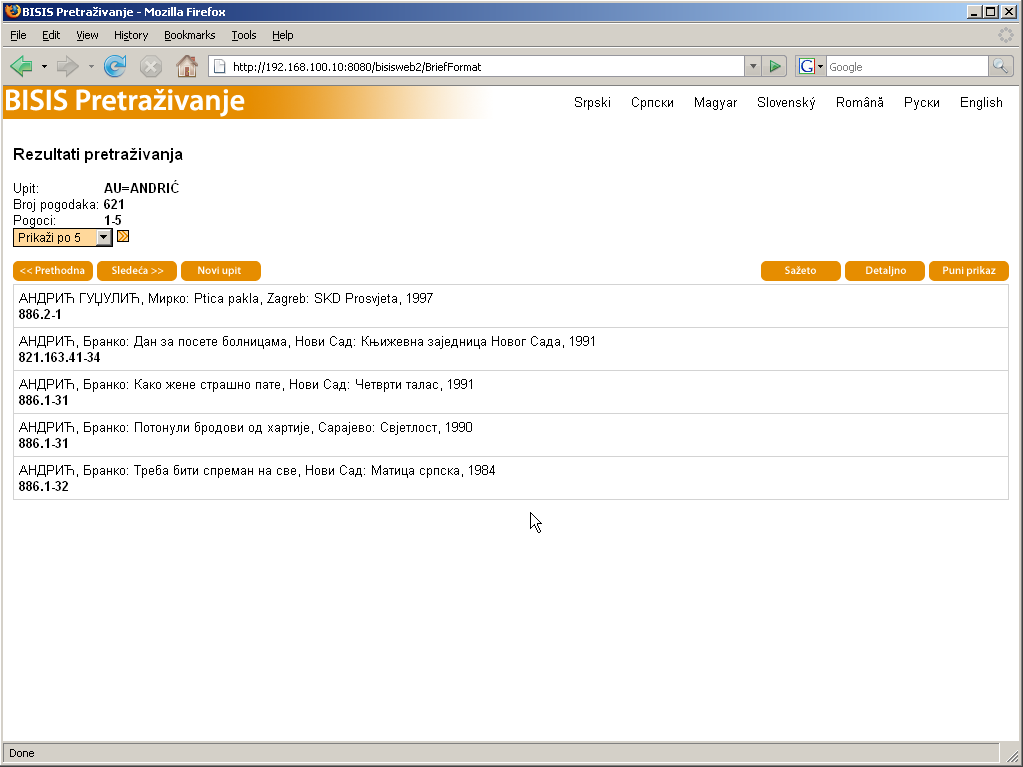 BISIS Pretraživanje - Mozilla Firefox
File Edit View History Bookmarks Tools Help
http://192.168.100.10:8080/bisisweb2/BriefFormat
Google
BISIS Pretraživanje
Srpski Српски Magyar Slovenský Română Руски English
Rezultati pretraživanja
Upit: AU=ANDRIĆ
Broj pogodaka: 621
Pogoci: 1-5
Prikaži po 5
<< Prethodna Sledeća >> Novi upit Sažeto Detaljno Puni prikaz
АНДРИЋ ГУЏУЛИЋ, Мирко: Ptica pakla, Zagreb: SKD Prosvjeta, 1997
886.2-1
АНДРИЋ, Бранко: Дан за посете болницама, Нови Сад: Књижевна заједница Новог Сада, 1991
821.163.41-34
АНДРИЋ, Бранко: Како жене страшно пате, Нови Сад: Четврти талас, 1991
886.1-31
АНДРИЋ, Бранко: Потонули бродови од хартије, Сарајево: Свјетлост, 1990
886.1-31
АНДРИЋ, Бранко: Треба бити спреман на све, Нови Сад: Матица српска, 1984
886.1-32
Done